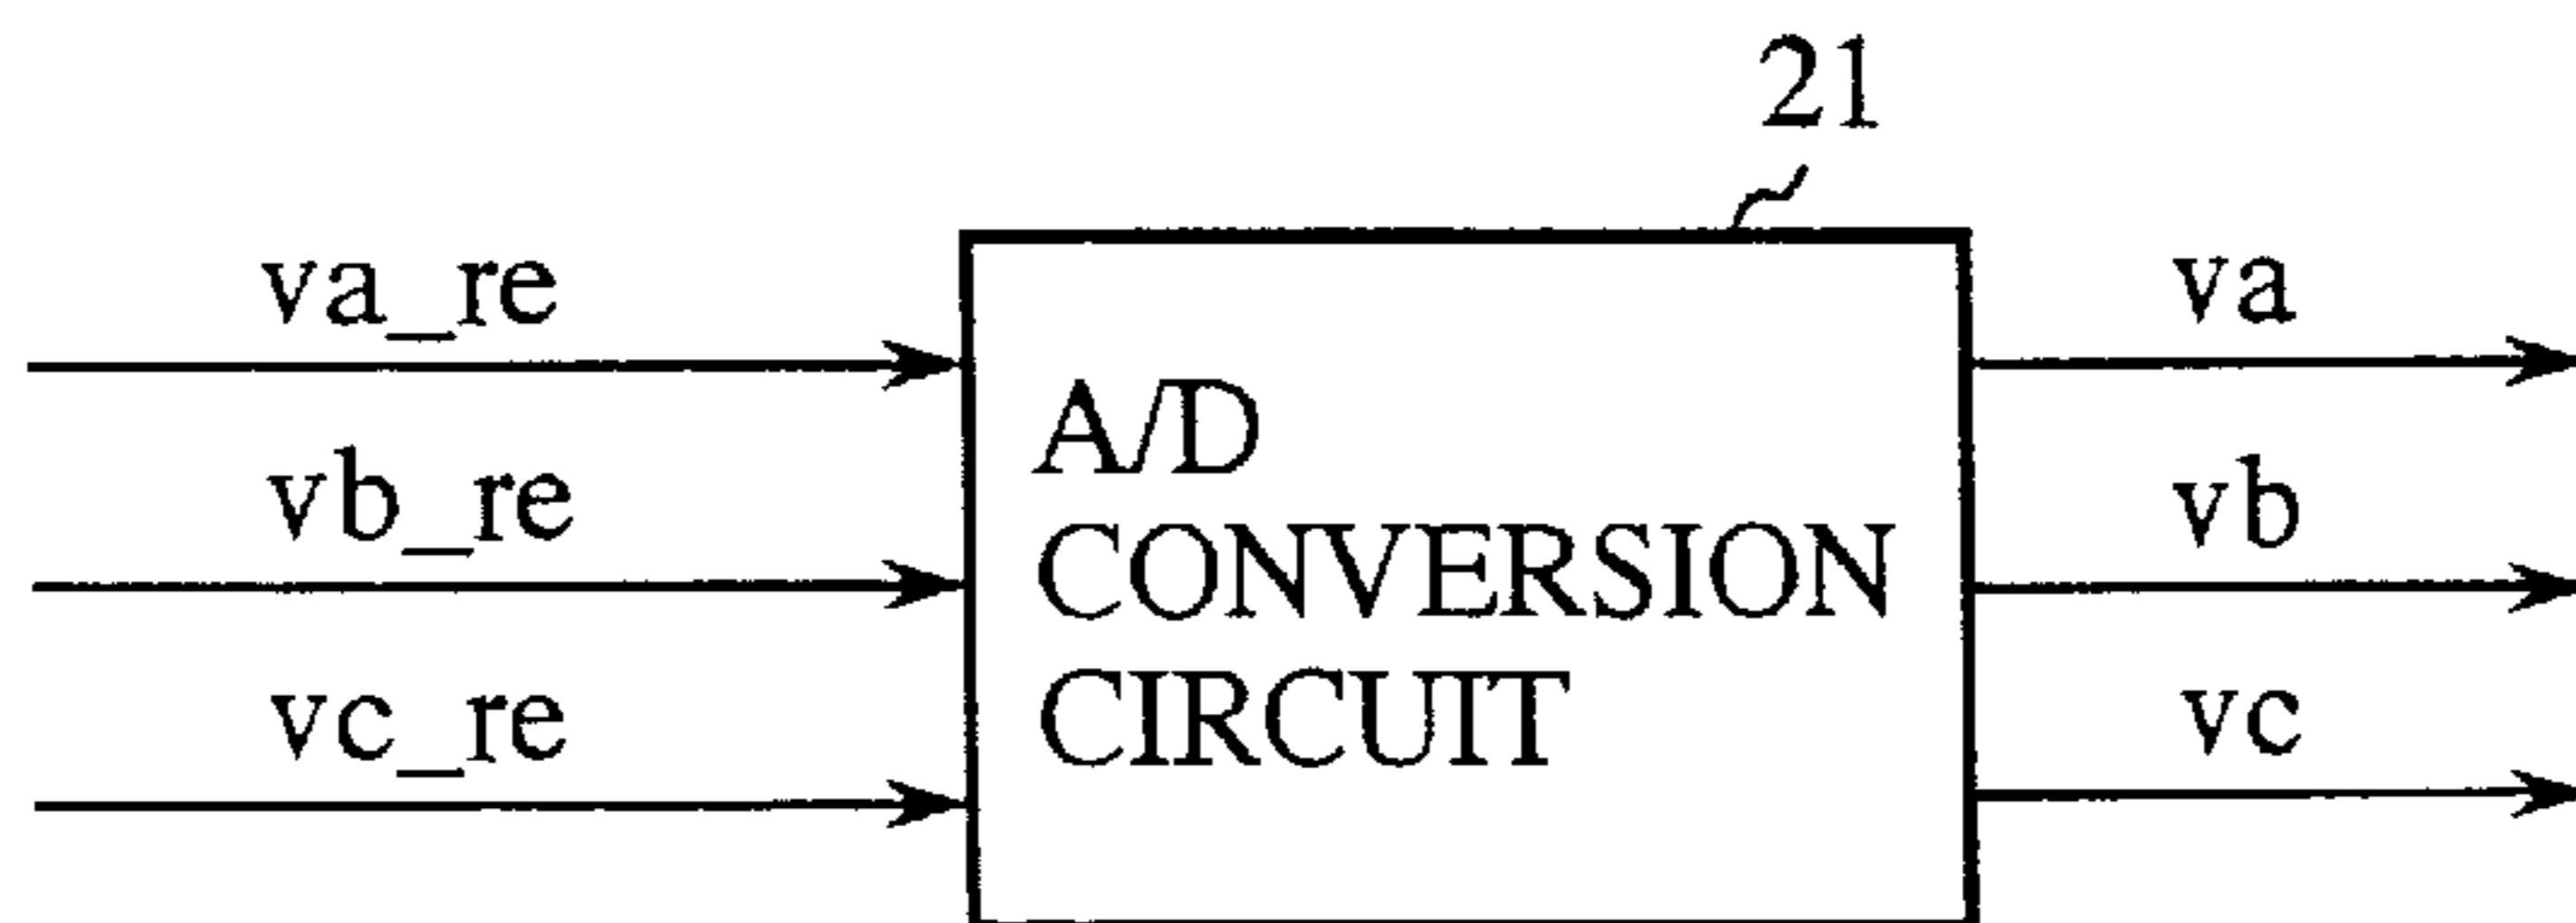 21
va_re
va
A/D
vb_re
vb
CONVERSION
vc_re
vc
CIRCUIT